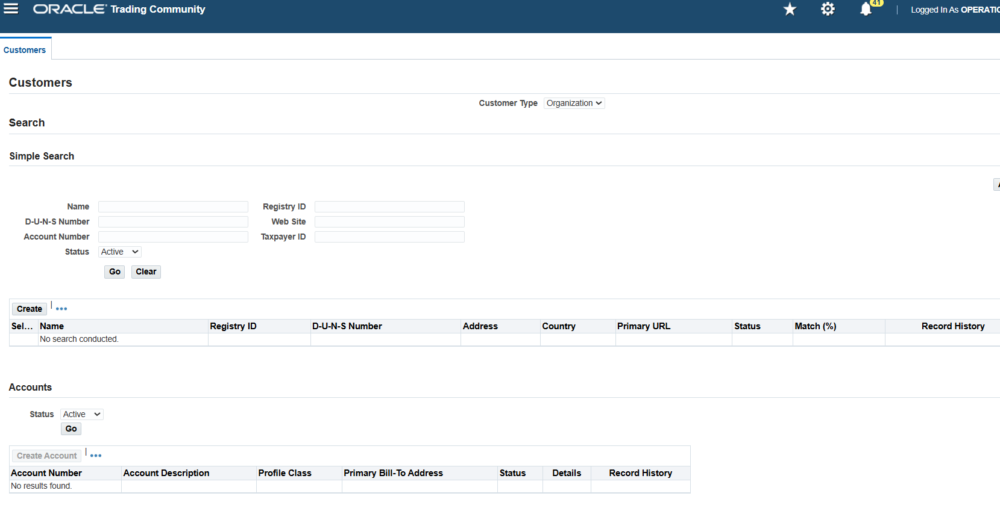 ORACLE Trading Community
41
Logged In As
Customers
Customers
Customer Type Organization
Search
Simple Search
Name Registry ID
D-U-N-S Number Web Site
Account Number Taxpayer ID
Status Active
Go Clear
Create
Sel... Name Registry ID D-U-N-S Number Address Country Primary URL Status Match (%) Record History
No search conducted.
Accounts
Status Active
Go
Create Account
Account Number Account Description Profile Class Primary Bill-To Address Status Details Record History
No results found.